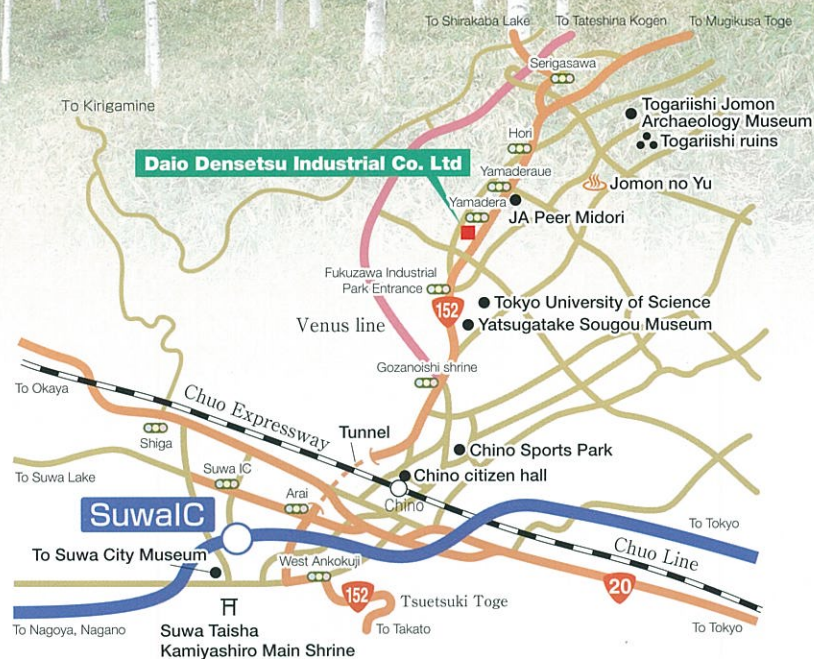 To Shirakaba Lake
To Tateshina Kogen
To Mugikusa Toge
Serigasawa
To Kirigamine
Togariishi Jomon
Archaeology Museum
Togariishi ruins
Hori
Daio Densetsu Industrial Co. Ltd
Yamaderaue
Jomon no Yu
Yamadera
JA Peer Midori
Fukuzawa Industrial
Park Entrance
152
Tokyo University of Science
Venus line
Yatsugatake Sougou Museum
Gozanoishi shrine
To Okaya
Chuo Expressway
Tunnel
Shiga
Chino Sports Park
To Suwa Lake
Suwa IC
Chino citizen hall
Arai
Chino
SuwaIC
To Tokyo
To Suwa City Museum
West Ankokuji
Chuo Line
152
Tsuetsuki Toge
20
To Nagoya, Nagano
Suwa Taisha
Kamiyashiro Main Shrine
To Takato
To Tokyo